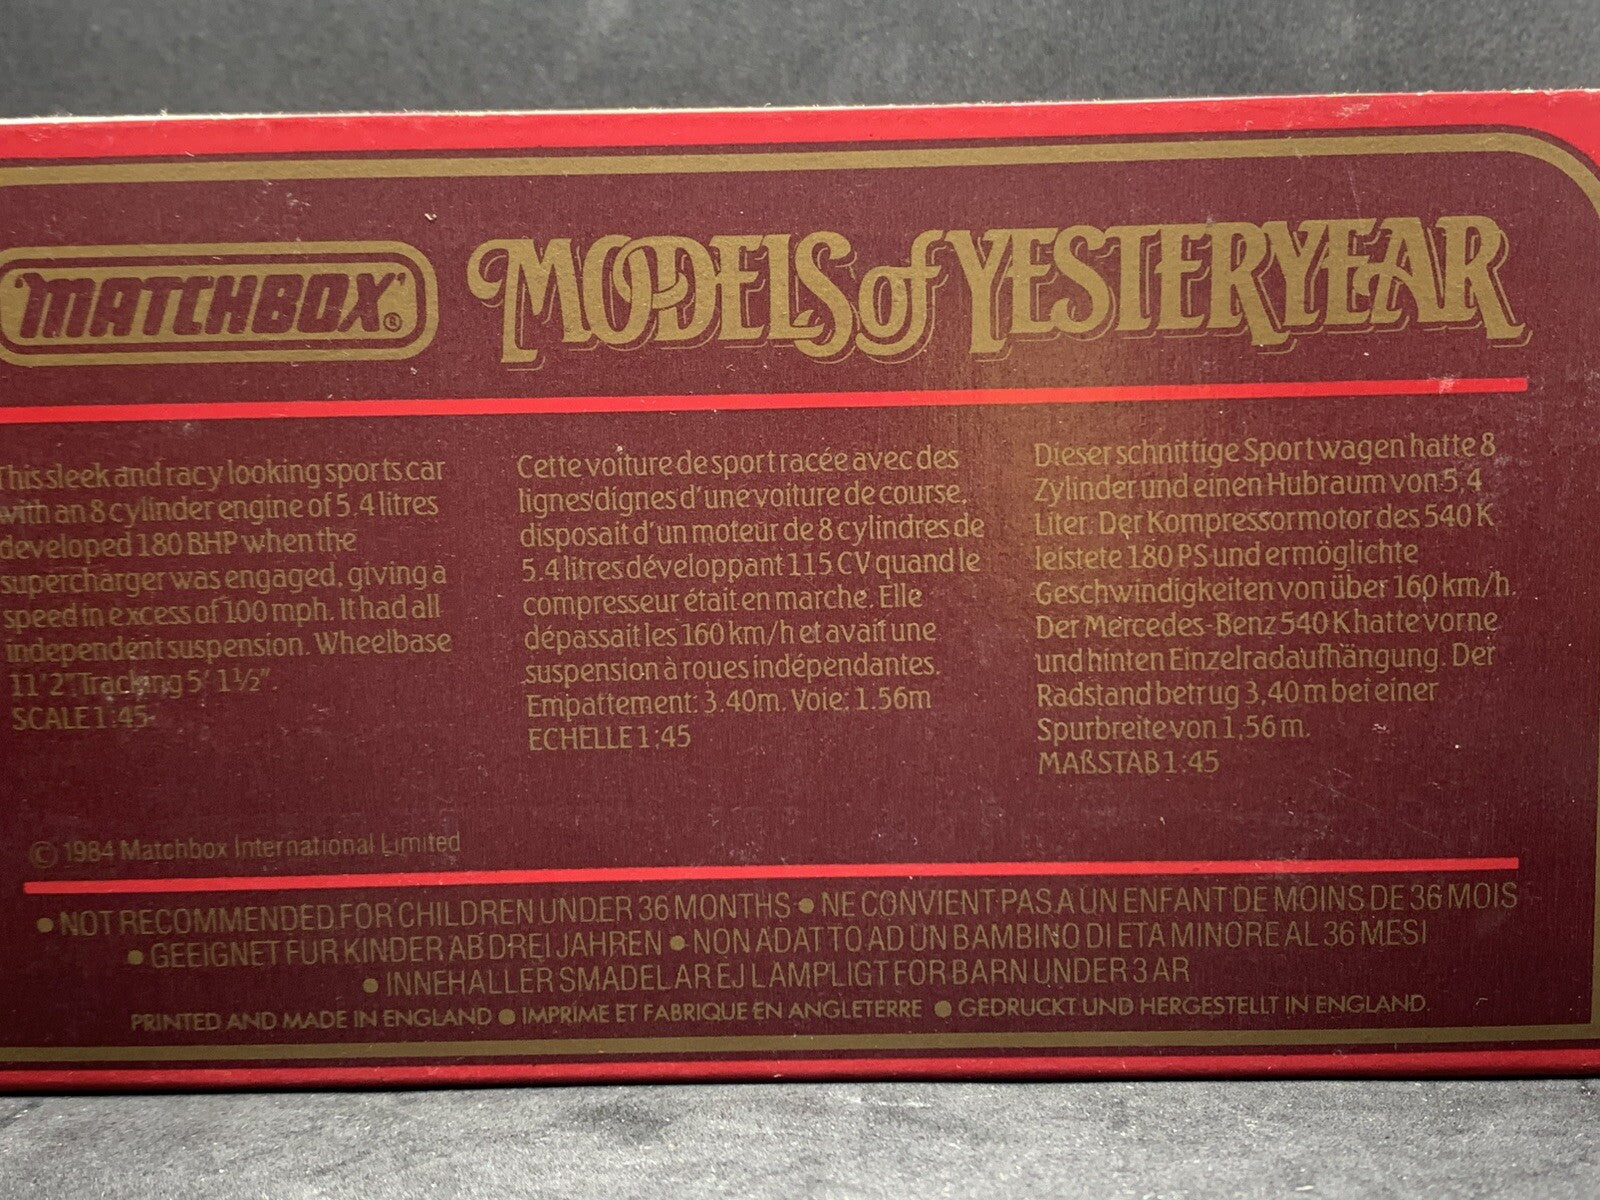 "MATCHBOX"®
MODELS of YESTERYEAR
This sleek and racy looking sports car
with an 8 cylinder engine of 5.4 litres
developed 180 BHP when the
supercharger was engaged, giving a
speed in excess of 100 mph. It had all
independent suspension. Wheelbase
11' 2". Tracking 5' 1½".
SCALE 1:45
© 1984 Matchbox International Limited
Cette voiture de sport racée avec des
lignes dignes d'une voiture de course,
disposait d'un moteur de 8 cylindres de
5.4 litres développant 115 CV quand le
compresseur était en marche. Elle
dépassait les 160 km/h et avait une
suspension à roues indépendantes.
Empattement: 3.40m. Voie: 1.56m
ECHELLE 1:45
Dieser schnittige Sportwagen hatte 8
Zylinder und einen Hubraum von 5,4
Liter. Der Kompressormotor des 540 K
leistete 180 PS und ermöglichte
Geschwindigkeiten von über 160 km/h.
Der Mercedes-Benz 540 K hatte vorne
und hinten Einzelradaufhängung. Der
Radstand betrug 3,40 m bei einer
Spurbreite von 1,56 m.
MAßSTAB 1:45
● NOT RECOMMENDED FOR CHILDREN UNDER 36 MONTHS ● NE CONVIENT PAS A UN ENFANT DE MOINS DE 36 MOIS
● GEEIGNET FUR KINDER AB DREI JAHREN ● NON ADATTO AD UN BAMBINO DI ETA MINORE AL 36 MESI
● INNEHALLER SMADELAR EJ LAMPLIGT FOR BARN UNDER 3 AR
PRINTED AND MADE IN ENGLAND ● IMPRIME ET FABRIQUE EN ANGLETERRE ● GEDRUCKT UND HERGESTELLT IN ENGLAND.